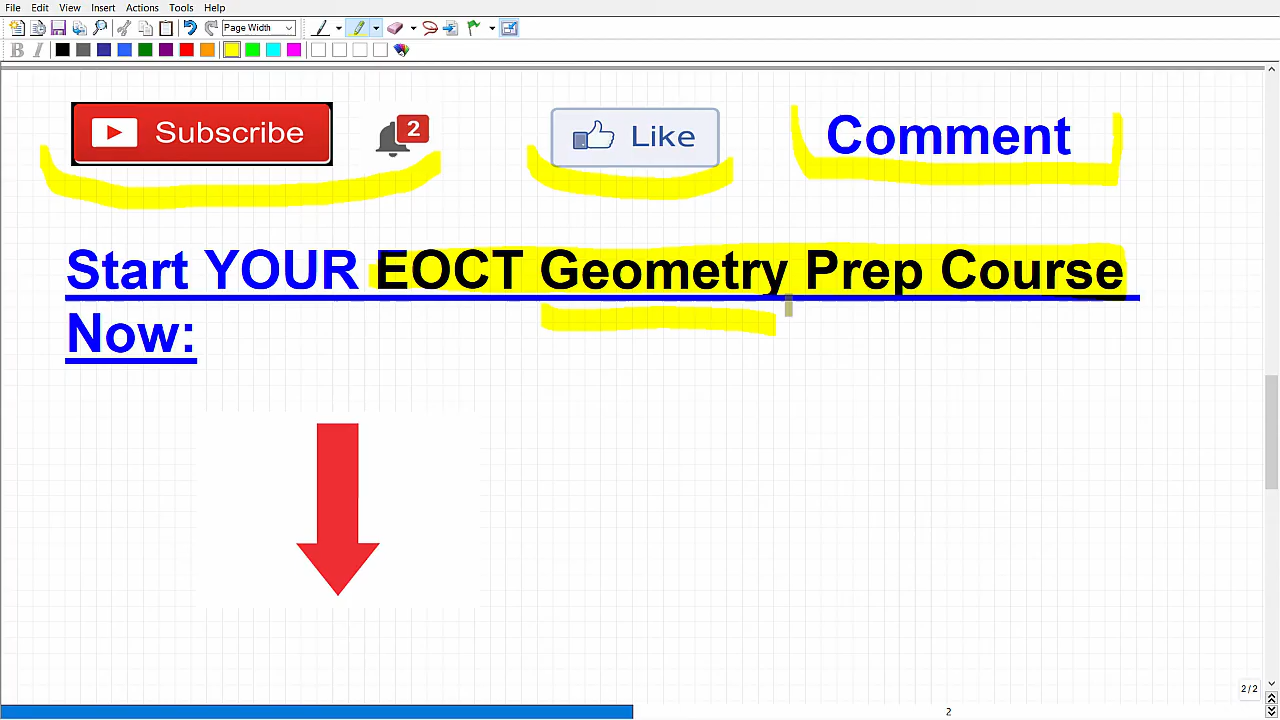 File Edit View Insert Actions Tools Help
Page Width
B I
Subscribe 2 Like Comment
Start YOUR EOCT Geometry Prep Course
Now:
2/2
2